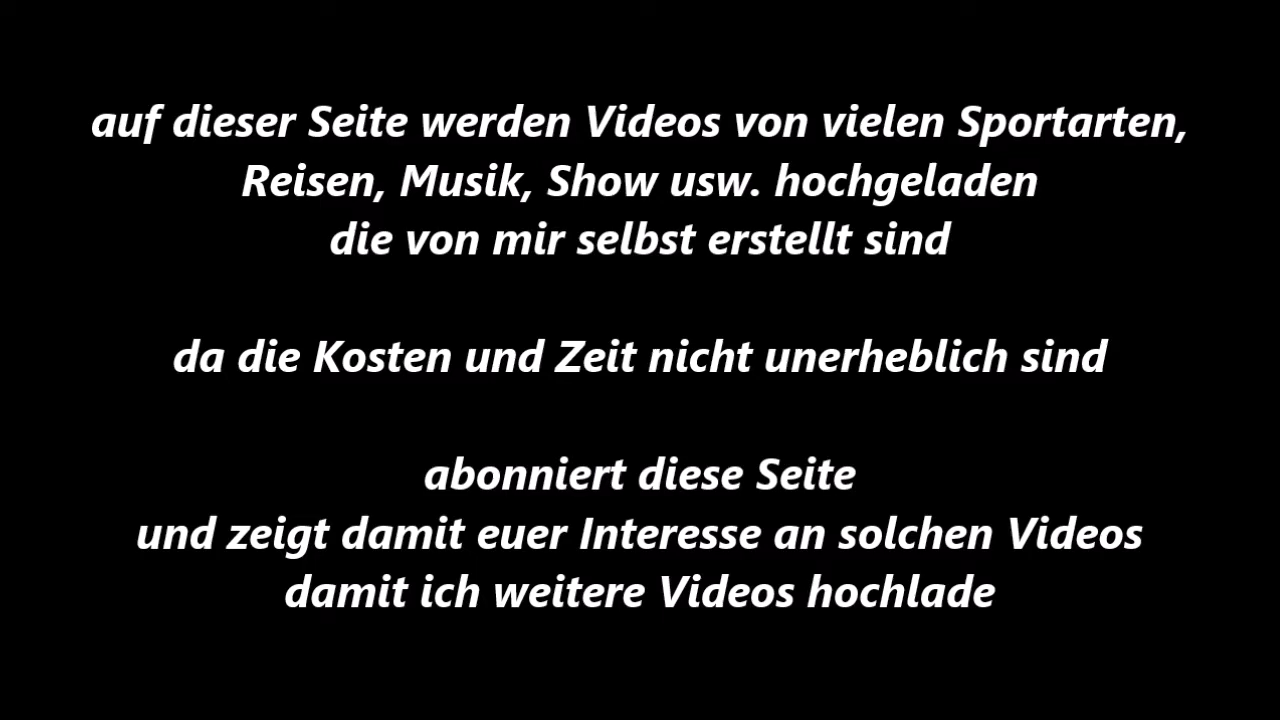 auf dieser Seite werden Videos von vielen Sportarten,
Reisen, Musik, Show usw. hochgeladen
die von mir selbst erstellt sind
da die Kosten und Zeit nicht unerheblich sind
abonniert diese Seite
und zeigt damit euer Interesse an solchen Videos
damit ich weitere Videos hochlade